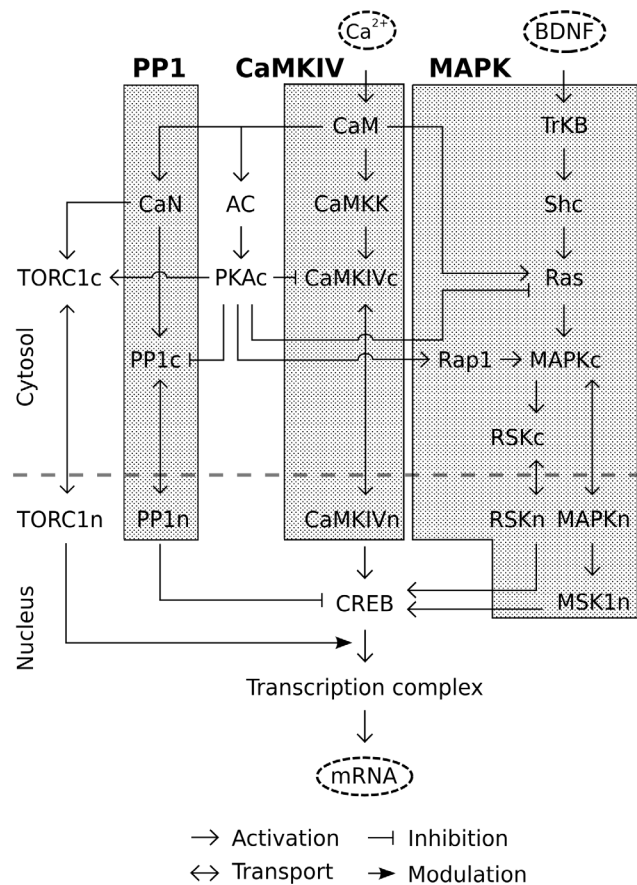 Ca2+ BDNF
PP1 CaMKIV MAPK
CaM TrKB
CaN AC CaMKK Shc
TORC1c PKAc CaMKIVc Ras
PP1c Rap1 MAPKc
Cytosol
RSKc
TORC1n PP1n CaMKIVn RSKn MAPKn
Nucleus
CREB MSK1n
Transcription complex
mRNA
Activation Inhibition
Transport Modulation